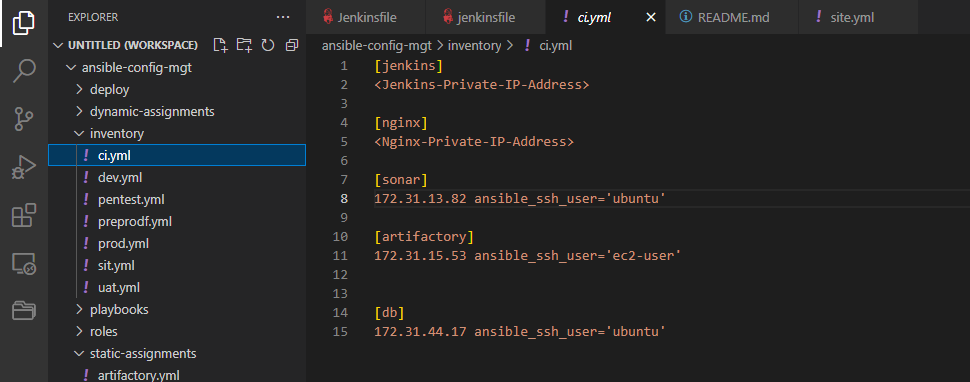 EXPLORER
UNTITLED (WORKSPACE)
ansible-config-mgt
deploy
dynamic-assignments
inventory
! ci.yml
! dev.yml
! pentest.yml
! preprodf.yml
! prod.yml
! sit.yml
! uat.yml
playbooks
roles
static-assignments
! artifactory.yml
Jenkinsfile jenkinsfile ! ci.yml README.md ! site.yml
ansible-config-mgt > inventory > ! ci.yml
1 [jenkins]
2 <Jenkins-Private-IP-Address>
3
4 [nginx]
5 <Nginx-Private-IP-Address>
6
7 [sonar]
8 172.31.13.82 ansible_ssh_user='ubuntu'
9
10 [artifactory]
11 172.31.15.53 ansible_ssh_user='ec2-user'
12
13
14 [db]
15 172.31.44.17 ansible_ssh_user='ubuntu'